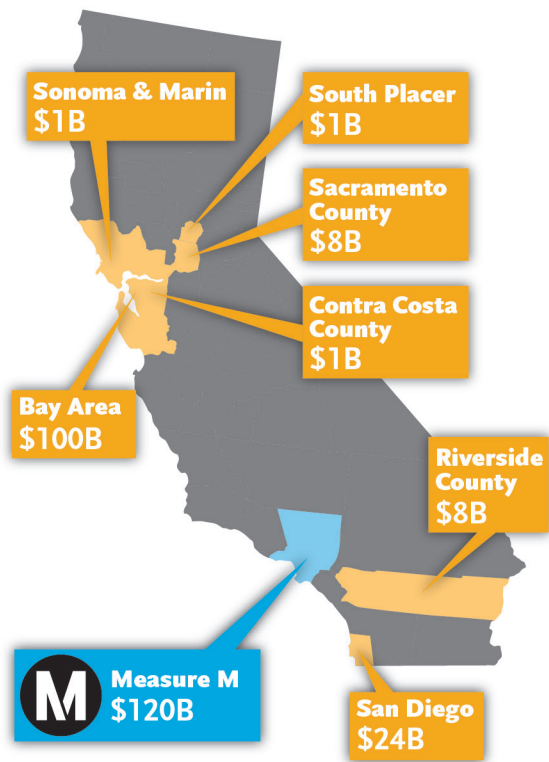 Sonoma & Marin
$1B
South Placer
$1B
Sacramento
County
$8B
Contra Costa
County
$1B
Bay Area
$100B
Riverside
County
$8B
M
Measure M
$120B
San Diego
$24B